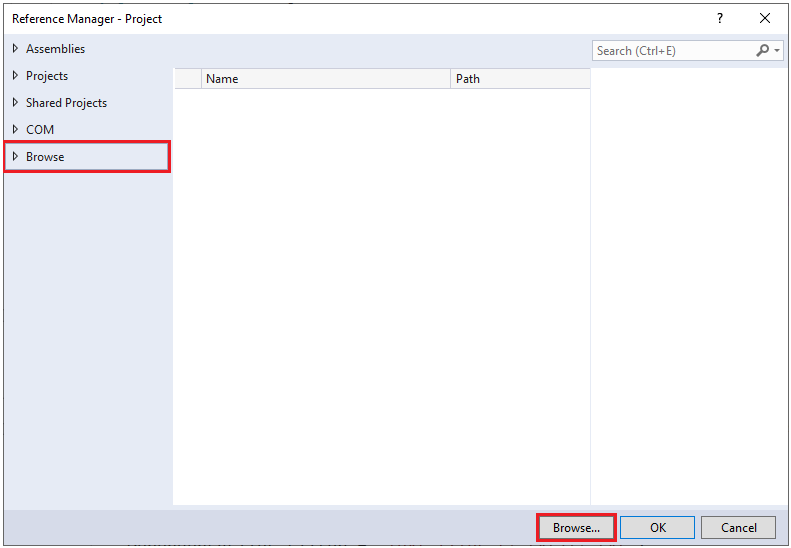 Reference Manager - Project
?
Assemblies
Search (Ctrl+E)
Projects
Name
Path
Shared Projects
COM
Browse
Browse...
OK
Cancel